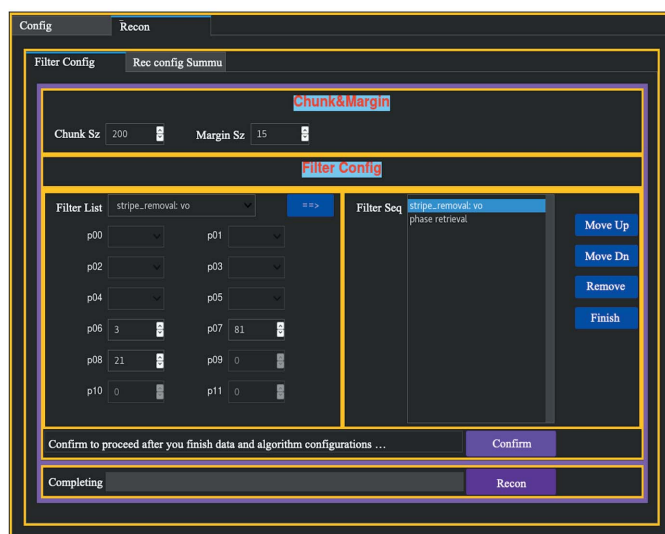 Config Recon
Filter Config Rec config Summu
Chunk&Margin
Chunk Sz 200 Margin Sz 15
Filter Config
Filter List stripe_removal: vo ==> Filter Seq stripe_removal: vo
phase retrieval
p00 p01 Move Up
p02 p03 Move Dn
p04 p05 Remove
p06 3 p07 81 Finish
p08 21 p09 0
p10 0 p11 0
Confirm to proceed after you finish data and algorithm configurations ... Confirm
Completing Recon